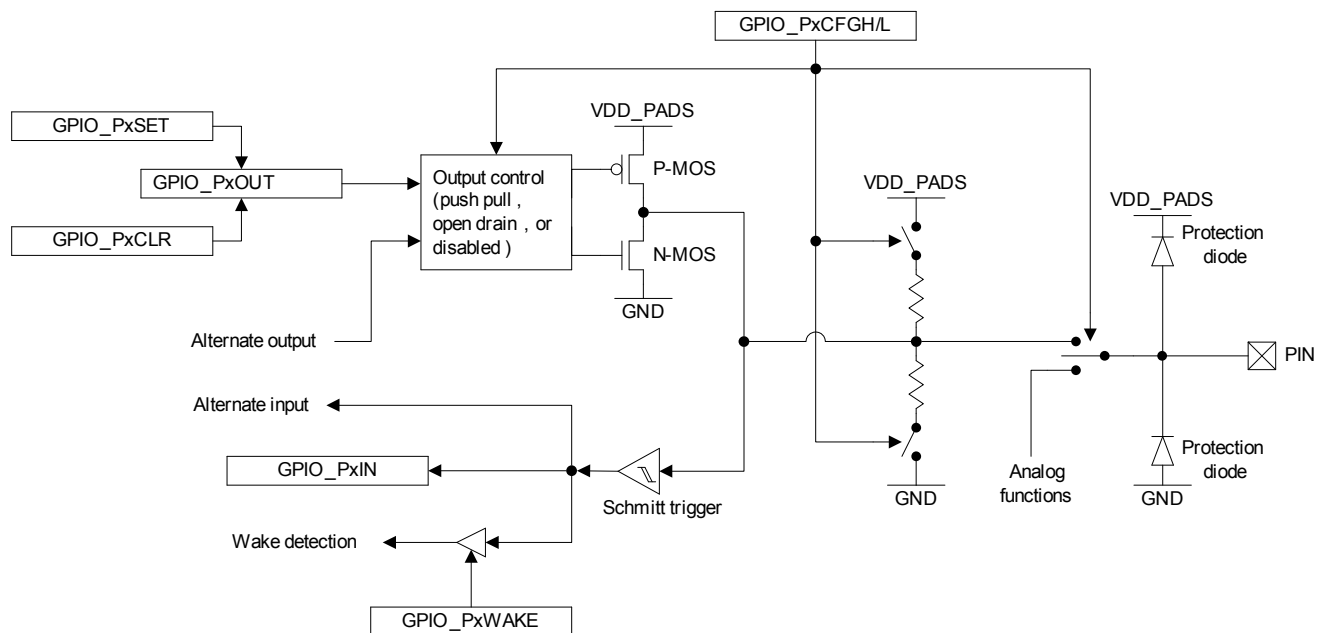 GPIO_PxCFGH/L
GPIO_PxSET
GPIO_PxOUT
GPIO_PxCLR
Output control
(push pull ,
open drain , or
disabled )
VDD_PADS
P-MOS
N-MOS
GND
VDD_PADS
GND
VDD_PADS
Protection
diode
PIN
Protection
diode
GND
Analog
functions
Alternate output
Alternate input
GPIO_PxIN
Schmitt trigger
Wake detection
GPIO_PxWAKE